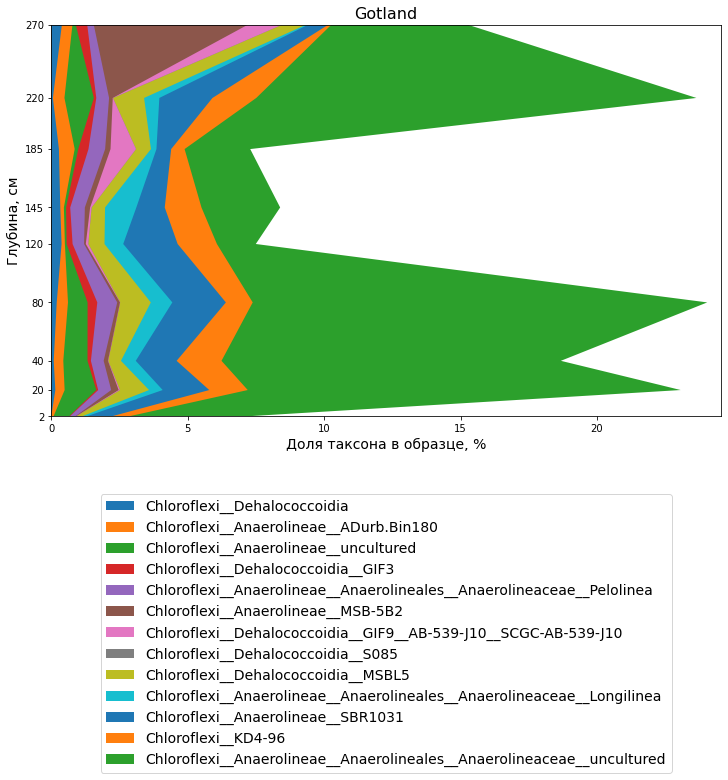 Gotland
270
220
185
145
120
80
40
20
2
Глубина, см
0
5
10
15
20
Доля таксона в образце, %
Chloroflexi__Dehalococcoidia
Chloroflexi__Anaerolineae__ADurb.Bin180
Chloroflexi__Anaerolineae__uncultured
Chloroflexi__Dehalococcoidia__GIF3
Chloroflexi__Anaerolineae__Anaerolineales__Anaerolineaceae__Pelolinea
Chloroflexi__Anaerolineae__MSB-5B2
Chloroflexi__Dehalococcoidia__GIF9__AB-539-J10__SCGC-AB-539-J10
Chloroflexi__Dehalococcoidia__S085
Chloroflexi__Dehalococcoidia__MSBL5
Chloroflexi__Anaerolineae__Anaerolineales__Anaerolineaceae__Longilinea
Chloroflexi__Anaerolineae__SBR1031
Chloroflexi__KD4-96
Chloroflexi__Anaerolineae__Anaerolineales__Anaerolineaceae__uncultured